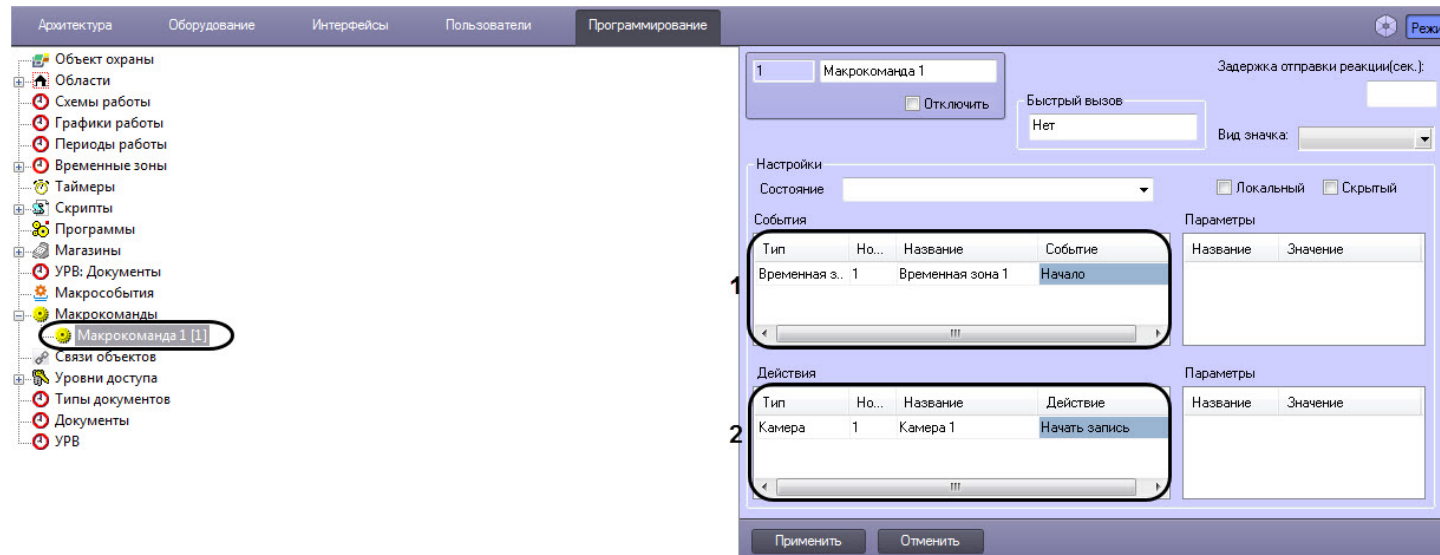 Архитектура Оборудование Интерфейсы Пользователи Программирование
Объект охраны
Области
Схемы работы
Графики работы
Периоды работы
Временные зоны
Таймеры
Скрипты
Программы
Магазины
УРВ: Документы
Макрособытия
Макрокоманды
Макрокоманда 1 [1]
Связи объектов
Уровни доступа
Типы документов
Документы
УРВ
Режи
1 Макрокоманда 1
Отключить
Быстрый вызов
Нет
Задержка отправки реакции(сек.):
Вид значка:
Настройки
Состояние
Локальный Скрытый
События
Тип Но... Название Событие
Временная з.. 1 Временная зона 1 Начало
1
Параметры
Название Значение
Действия
Тип Но... Название Действие
Камера 1 Камера 1 Начать запись
2
Параметры
Название Значение
Применить Отменить